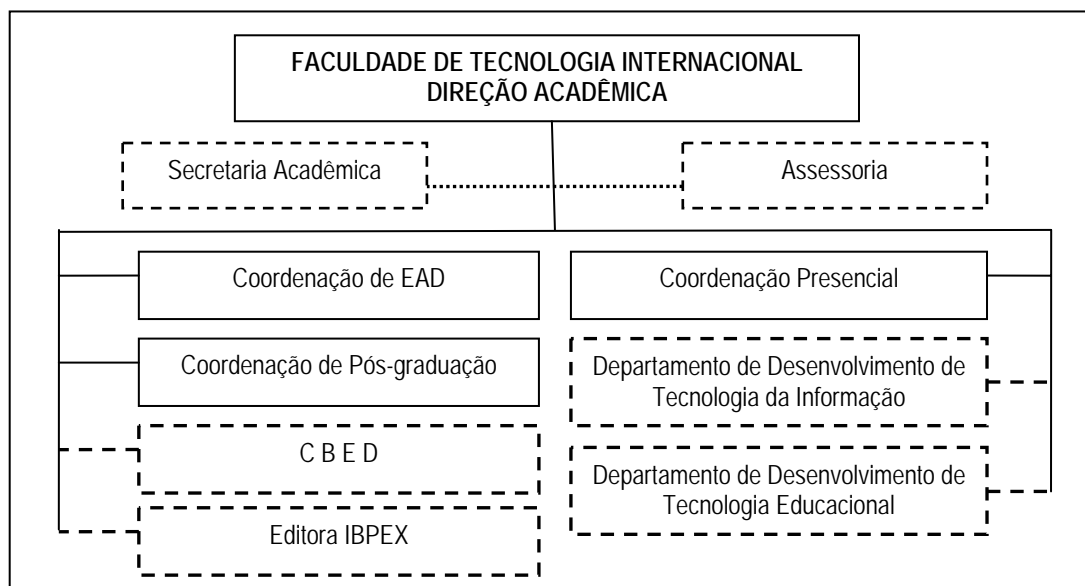 FACULDADE DE TECNOLOGIA INTERNACIONAL
DIREÇÃO ACADÊMICA
Secretaria Acadêmica
Assessoria
Coordenação de EAD
Coordenação Presencial
Coordenação de Pós-graduação
Departamento de Desenvolvimento de
Tecnologia da Informação
C B E D
Departamento de Desenvolvimento de
Tecnologia Educacional
Editora IBPEX